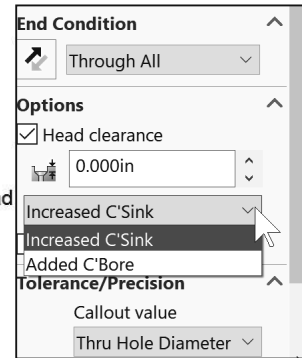 End Condition
Through All
Options
Head clearance
0.000in
Increased C'Sink
Increased C'Sink
Added C'Bore
Tolerance/Precision
Callout value
Thru Hole Diameter